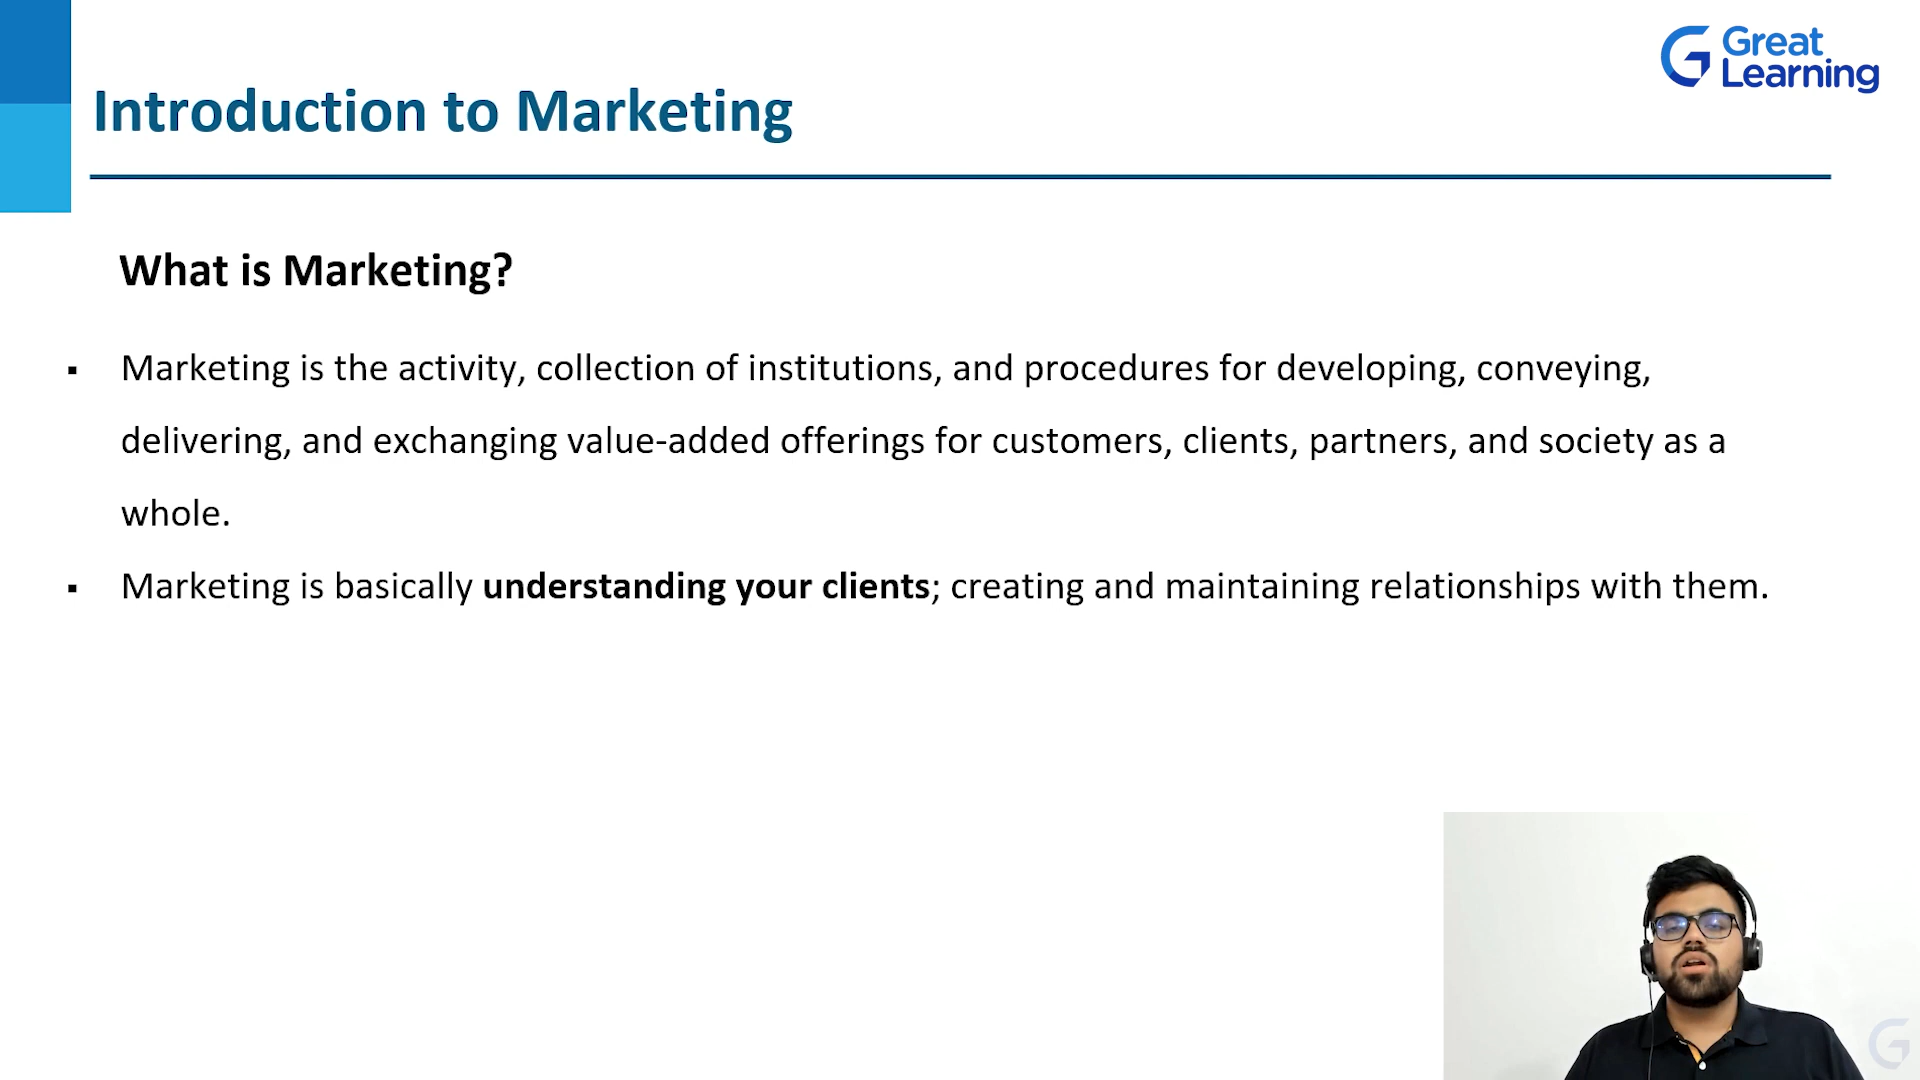 Great
Learning
Introduction to Marketing
What is Marketing?
▪ Marketing is the activity, collection of institutions, and procedures for developing, conveying,
delivering, and exchanging value-added offerings for customers, clients, partners, and society as a
whole.
▪ Marketing is basically understanding your clients; creating and maintaining relationships with them.